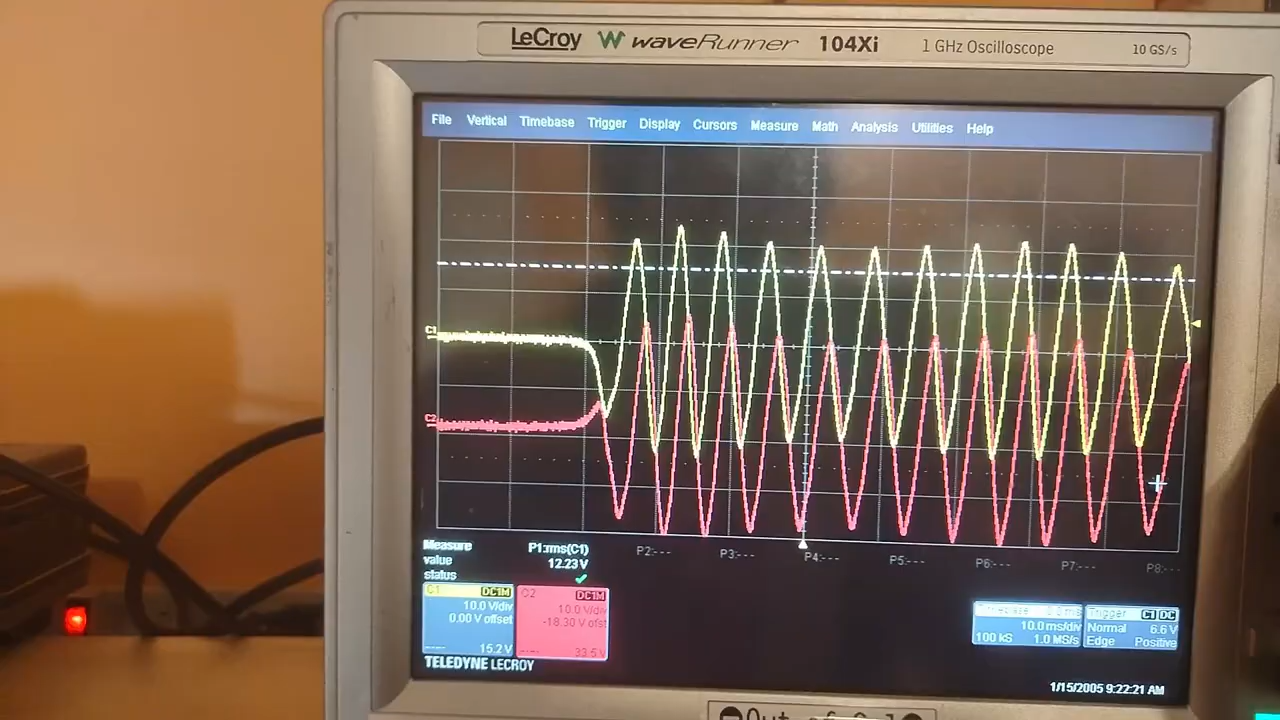 LeCroy waveRunner 104Xi 1 GHz Oscilloscope 10 GS/s
File Vertical Timebase Trigger Display Cursors Measure Math Analysis Utilities Help
C1
C2
Measure P1:rms(C1) P2:--- P3:--- P4:--- P5:--- P6:--- P7:--- P8:---
value 12.23 V
status
C1 DC1M
10.0 V/div
0.00 V offset
15.2 V
C2 DC1M
10.0 V/div
-18.30 V ofst
33.5 V
Timebase
10.0 ms/div
100 kS 1.0 MS/s
Trigger C1 DC
Normal 6.6 V
Edge Positive
TELEDYNE LECROY
1/15/2005 9:22:21 AM